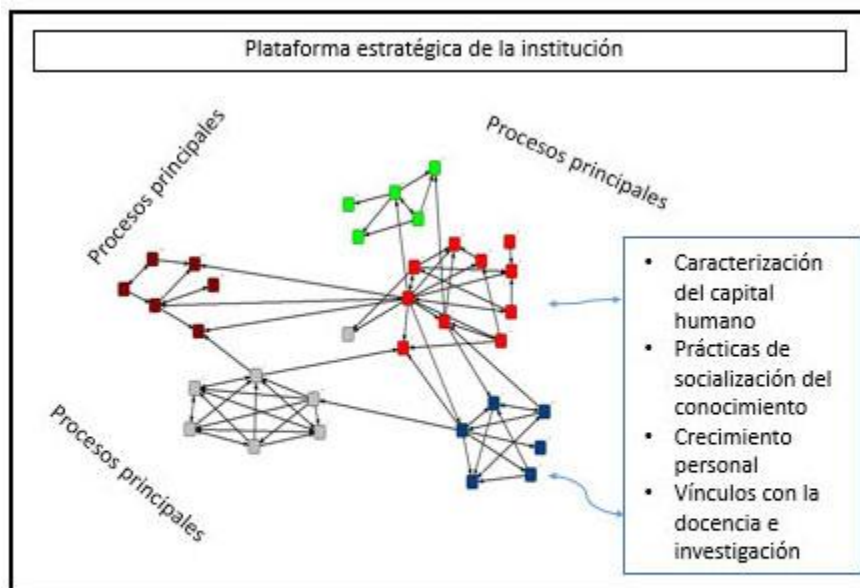 Plataforma estratégica de la institución
Procesos principales
Procesos principales
Procesos principales
• Caracterización
del capital
humano
• Prácticas de
socialización del
conocimiento
• Crecimiento
personal
• Vínculos con la
docencia e
investigación